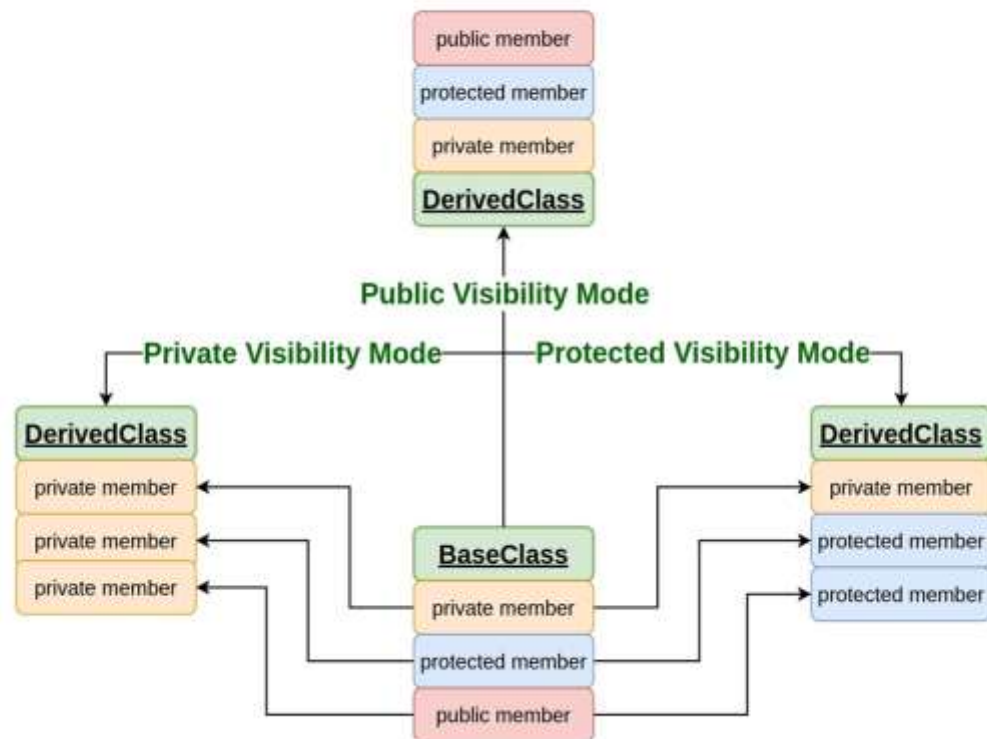 public member
protected member
private member
DerivedClass
Public Visibility Mode
Private Visibility Mode
Protected Visibility Mode
DerivedClass
private member
private member
private member
DerivedClass
private member
protected member
protected member
BaseClass
private member
protected member
public member